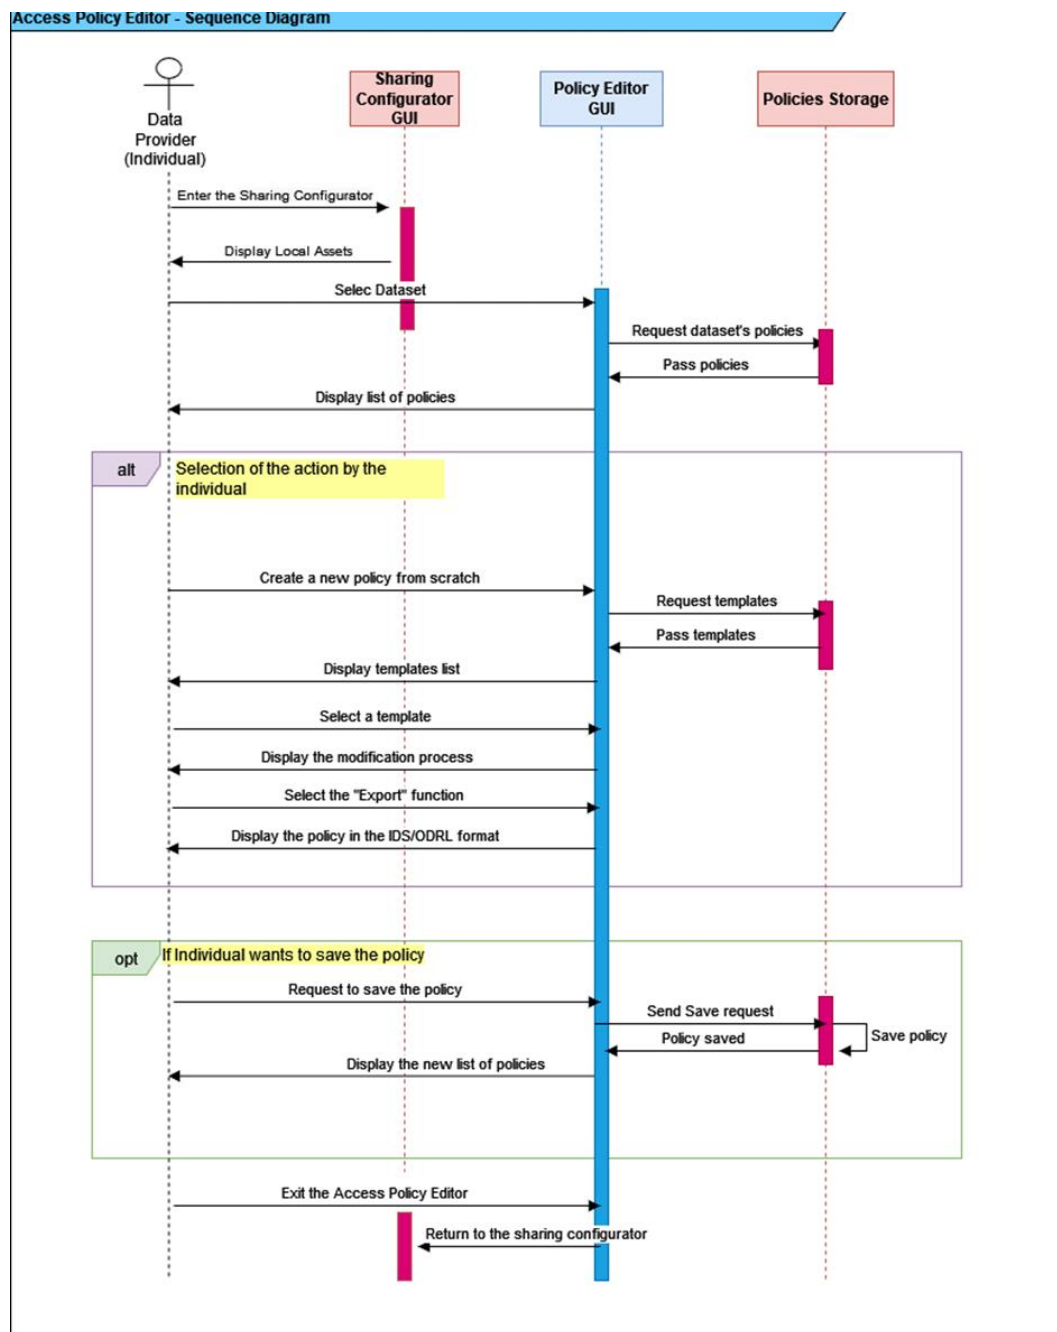 Access Policy Editor - Sequence Diagram
Sharing
Configurator
GUI
Policy Editor
GUI
Policies Storage
Data
Provider
(Individual)
Enter the Sharing Configurator
Display Local Assets
Selec Dataset
Request dataset's policies
Pass policies
Display list of policies
alt
Selection of the action by the
individual
Create a new policy from scratch
Request templates
Pass templates
Display templates list
Select a template
Display the modification process
Select the "Export" function
Display the policy in the IDS/ODRL format
opt
If Individual wants to save the policy
Request to save the policy
Send Save request
Save policy
Policy saved
Display the new list of policies
Exit the Access Policy Editor
Return to the sharing configurator